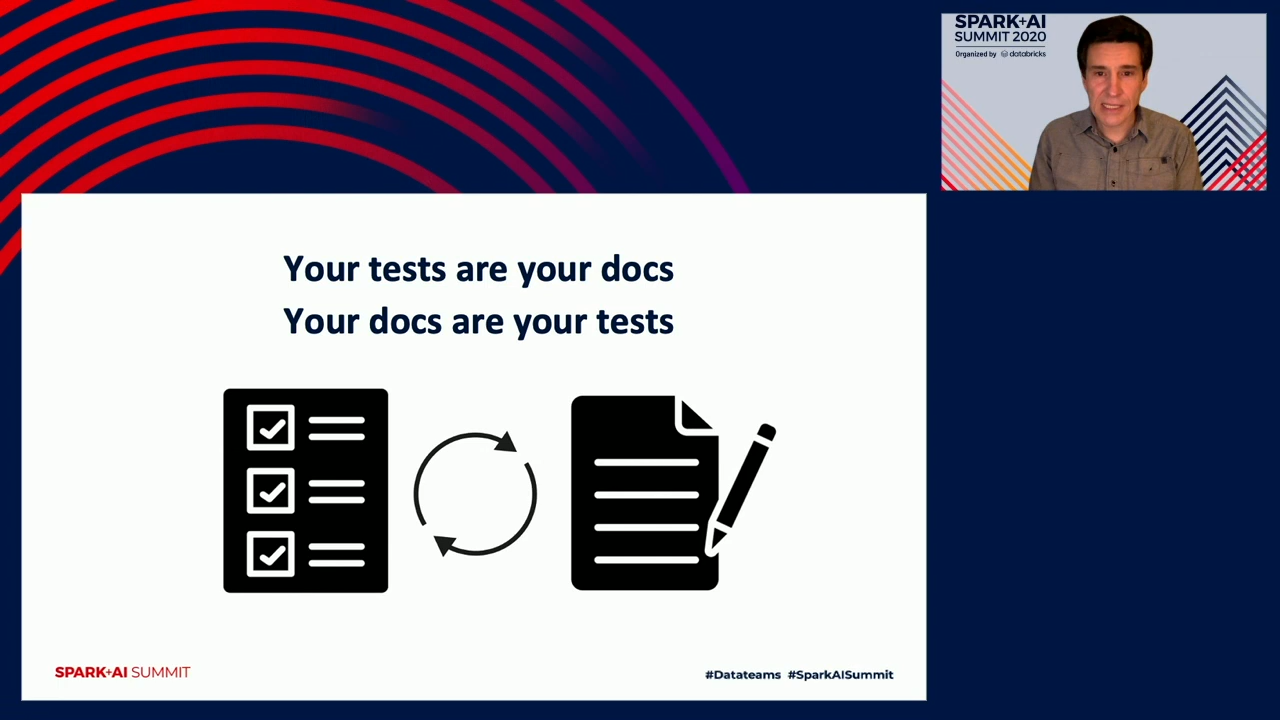 SPARK+AI
SUMMIT 2020
Organized by databricks
Your tests are your docs
Your docs are your tests
SPARK+AI SUMMIT
#Datateams #SparkAISummit